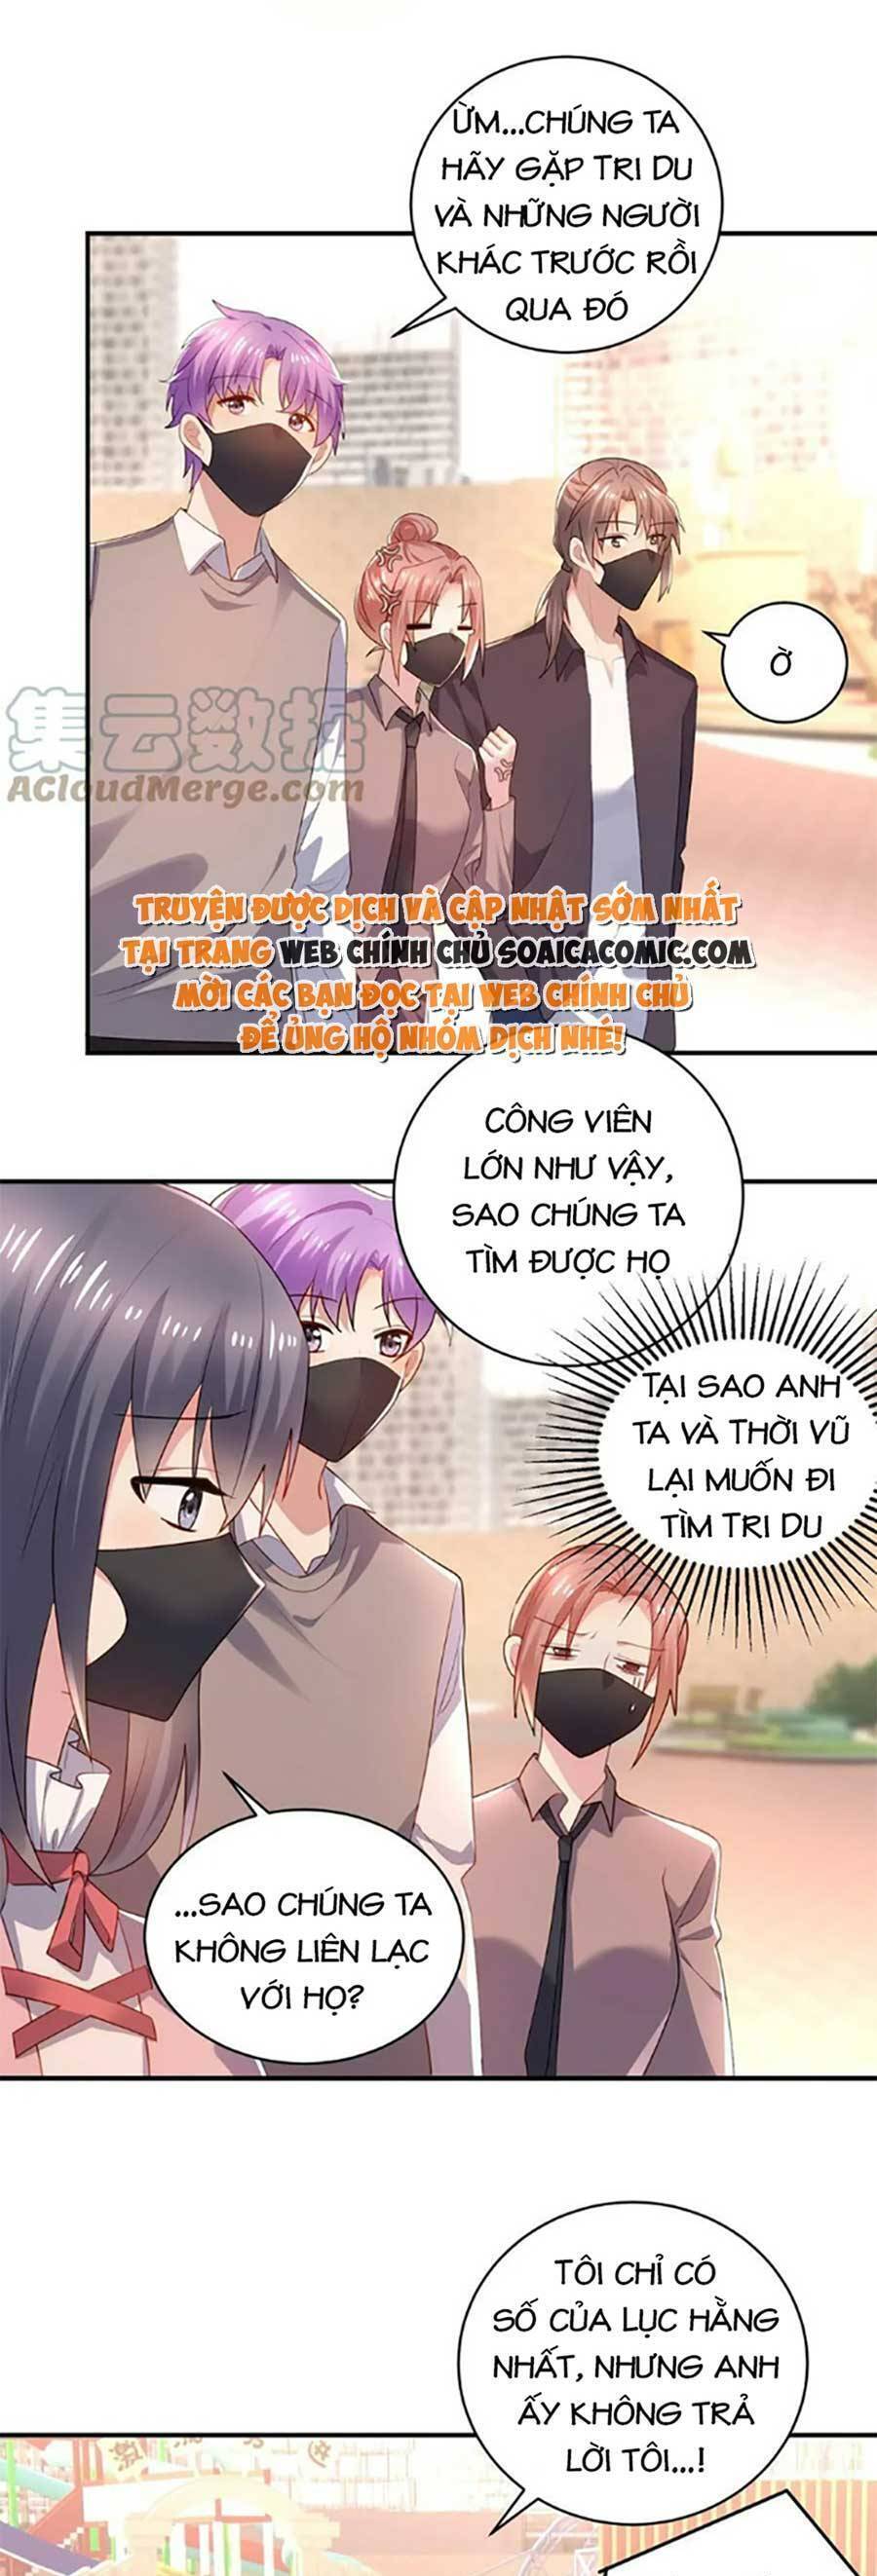 ỪM...CHÚNG TA
HÃY GẶP TRI DU
VÀ NHỮNG NGƯỜI
KHÁC TRƯỚC RỒI
QUA ĐÓ
Ờ
集云数据
ACloudMerge.com
TRUYỆN ĐƯỢC DỊCH VÀ CẬP NHẬT SỚM NHẤT
TẠI TRANG WEB CHÍNH CHỦ SOAICACOMIC.COM
MỜI CÁC BẠN ĐỌC TẠI WEB CHÍNH CHỦ
ĐỂ ỦNG HỘ NHÓM DỊCH NHÉ!
CÔNG VIÊN
LỚN NHƯ VẬY,
SAO CHÚNG TA
TÌM ĐƯỢC HỌ
TẠI SAO ANH
TA VÀ THỜI VŨ
LẠI MUỐN ĐI
TÌM TRI DU
...SAO CHÚNG TA
KHÔNG LIÊN LẠC
VỚI HỌ?
TÔI CHỈ CÓ
SỐ CỦA LỤC HẰNG
NHẤT, NHƯNG ANH
ẤY KHÔNG TRẢ
LỜI TÔI...!